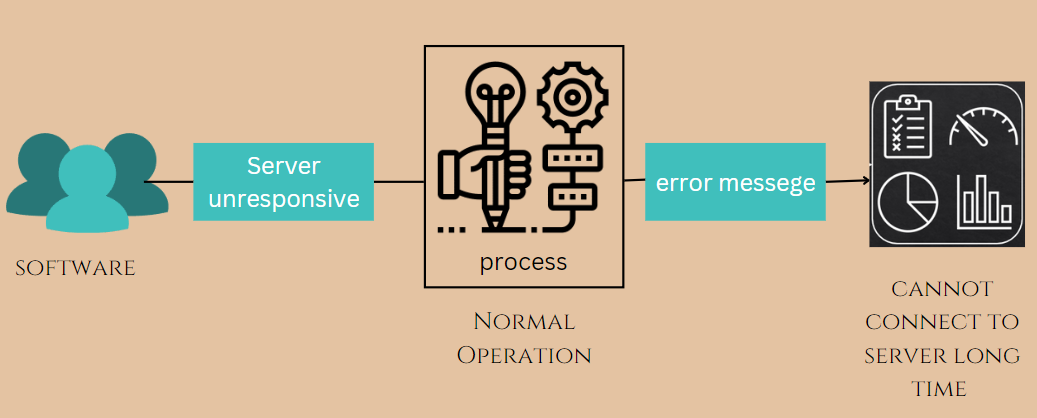 Server
unresponsive
error messege
process
SOFTWARE
NORMAL
OPERATION
CANNOT
CONNECT TO
SERVER LONG
TIME